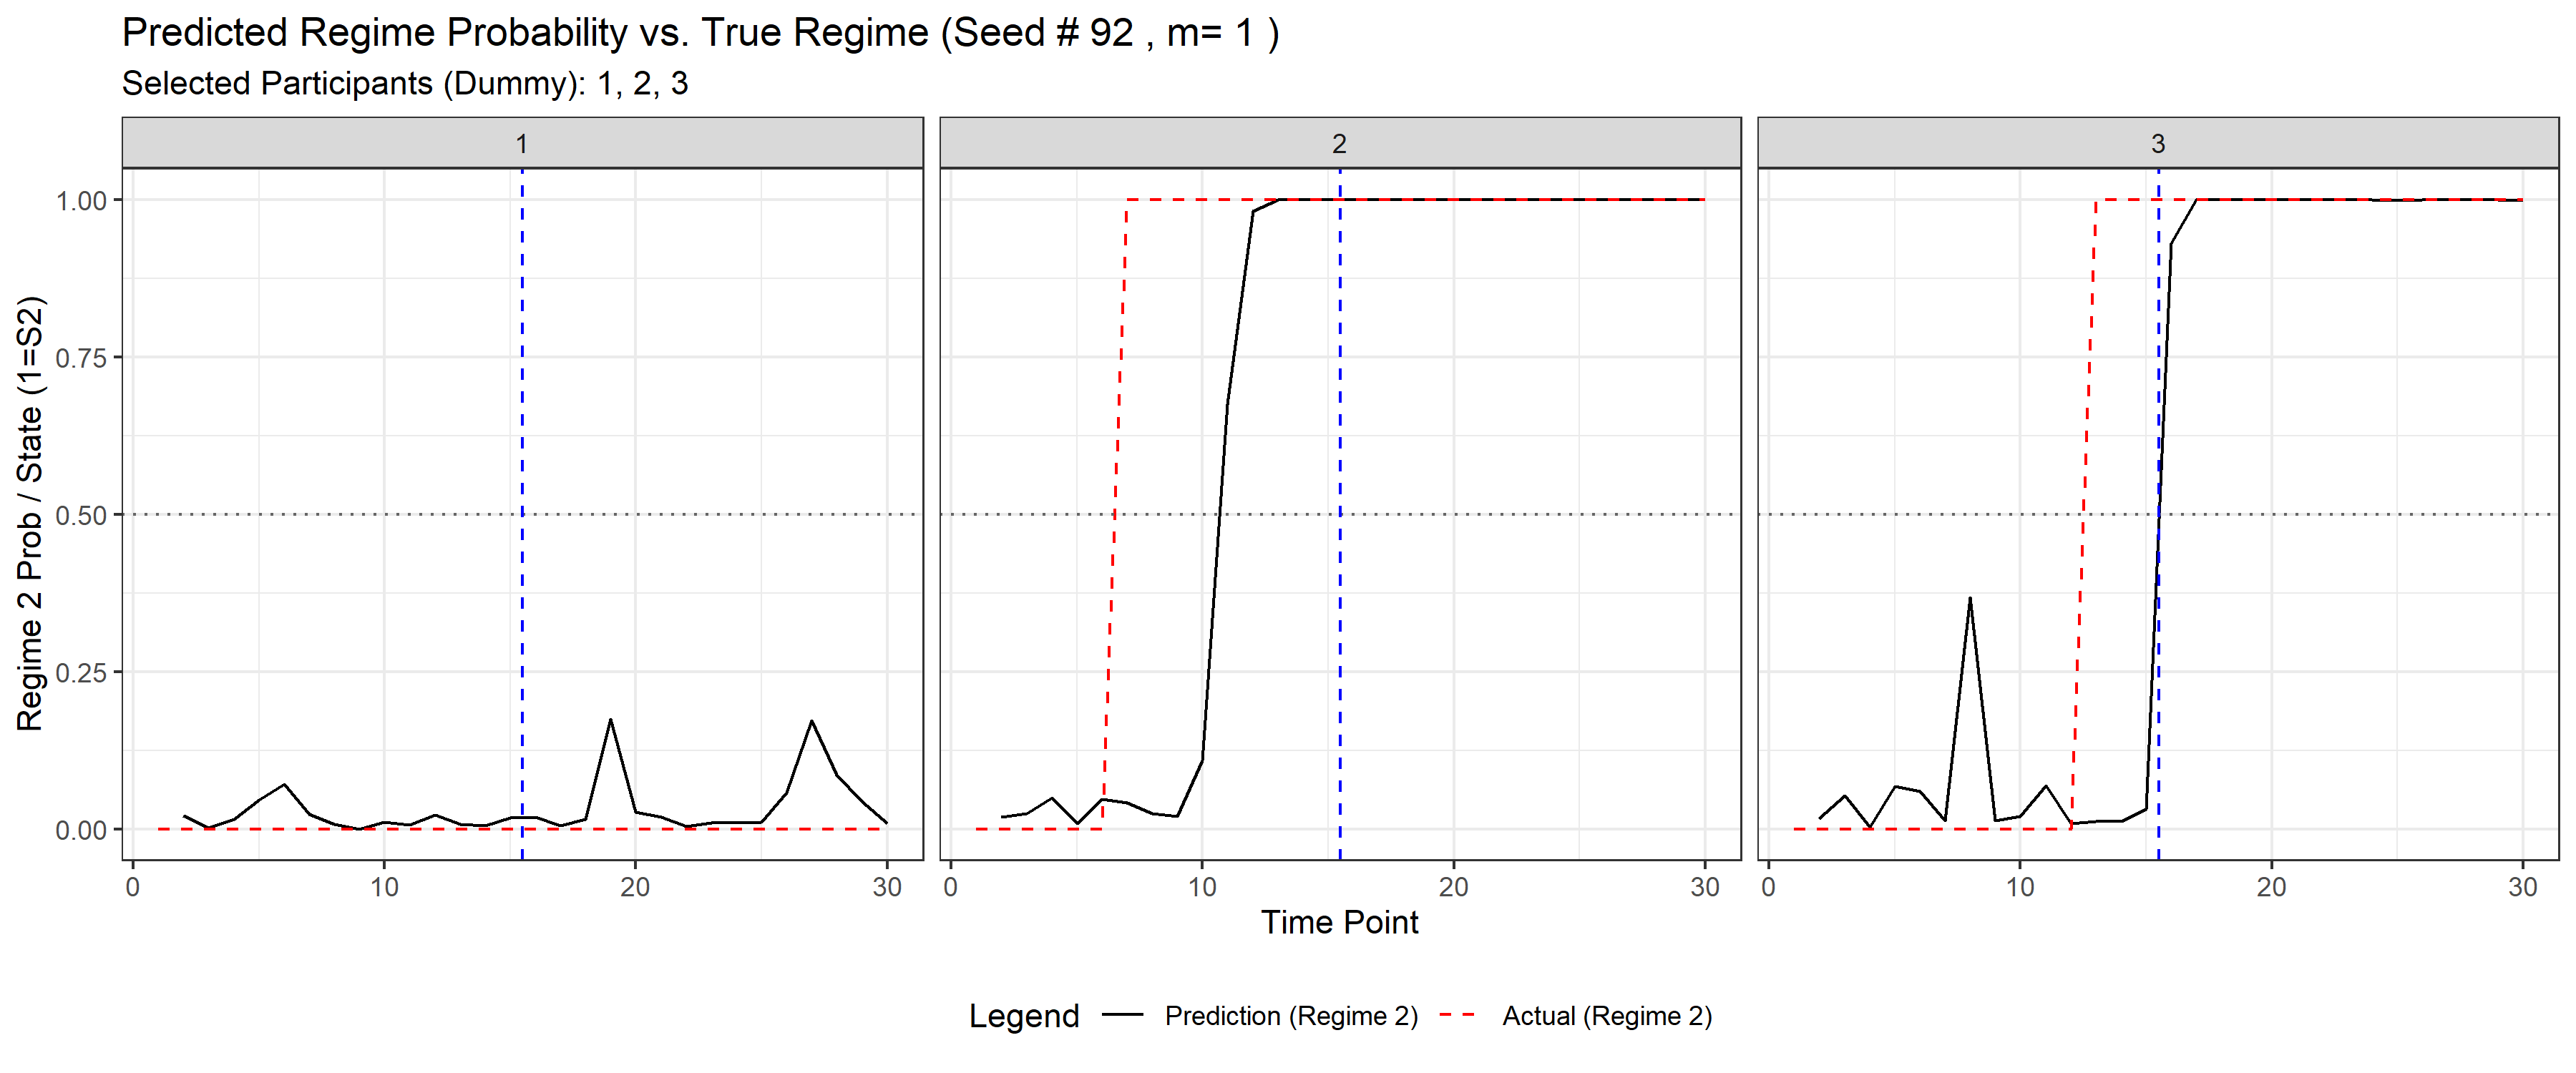 Predicted Regime Probability vs. True Regime (Seed # 92 , m= 1 )
Selected Participants (Dummy): 1, 2, 3
1
2
3
Regime 2 Prob / State (1=S2)
1.00
0.75
0.50
0.25
0.00
0 10 20 30
0 10 20 30
0 10 20 30
Time Point
Legend Prediction (Regime 2) Actual (Regime 2)